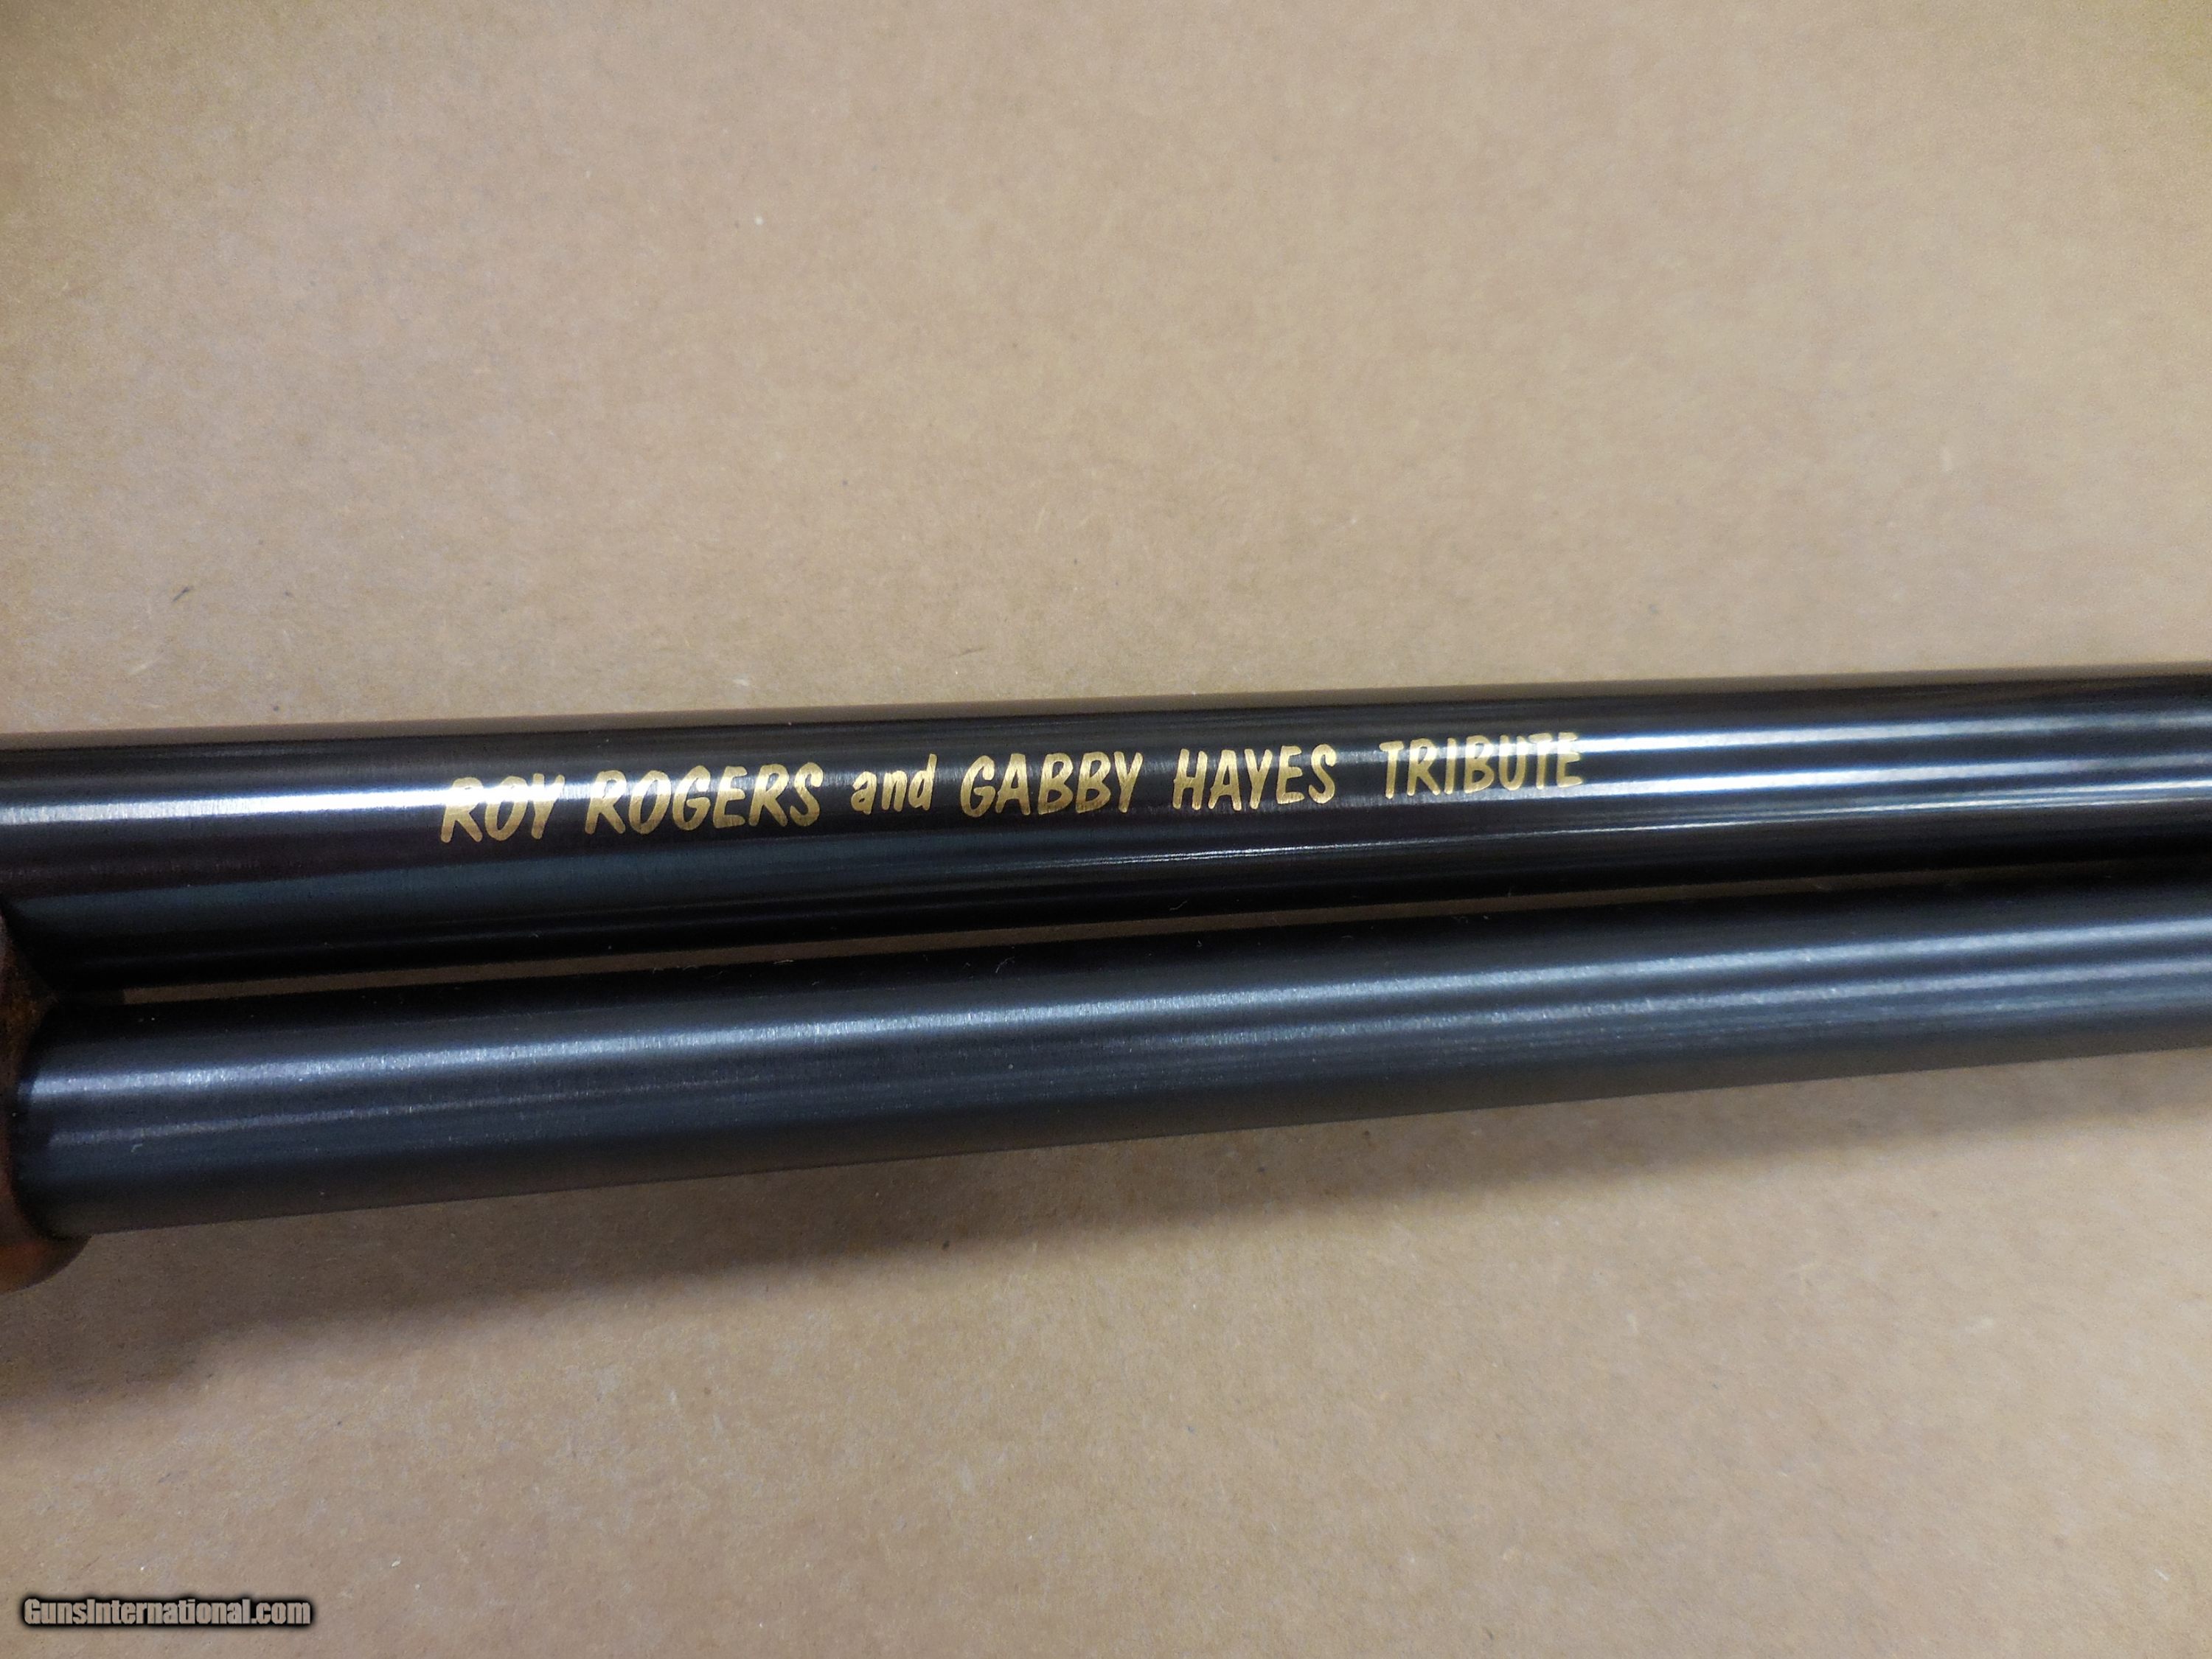 ROY ROGERS and GABBY HAYES TRIBUTE
GunsInternational.com